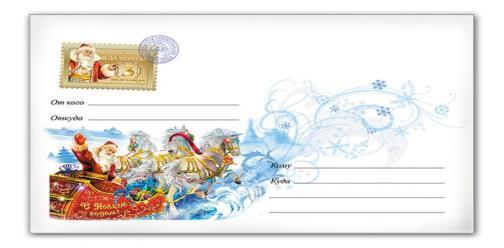 От кого
Откуда
Кому
Куда
С Новым
годом!